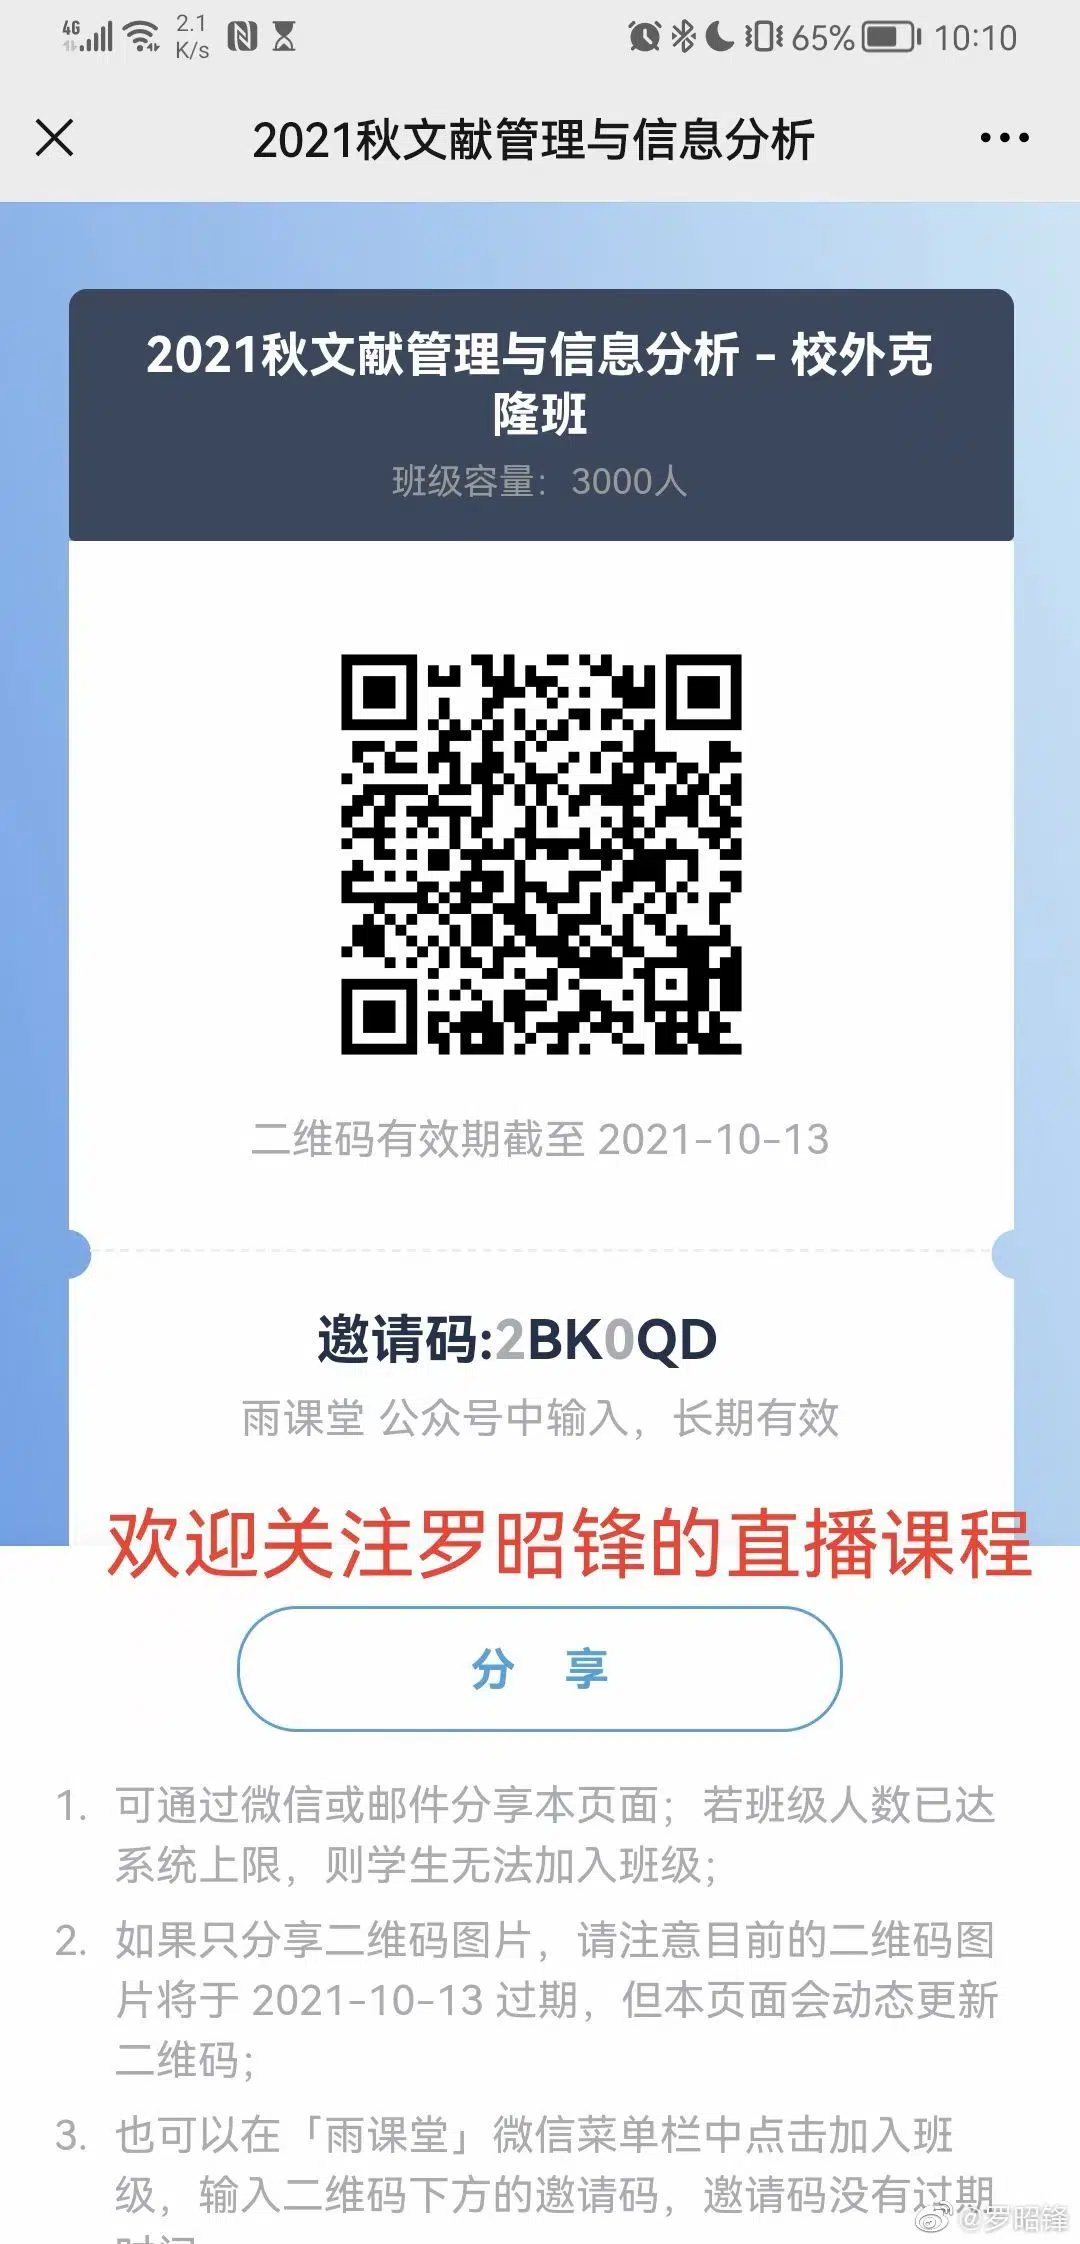 4G
2.1
K/s
65%
10:10
2021秋文献管理与信息分析
2021秋文献管理与信息分析 – 校外克
隆班
班级容量：3000人
二维码有效期截至 2021-10-13
邀请码:2BK0QD
雨课堂 公众号中输入，长期有效
欢迎关注罗昭锋的直播课程
分 享
1. 可通过微信或邮件分享本页面；若班级人数已达
系统上限，则学生无法加入班级；
2. 如果只分享二维码图片，请注意目前的二维码图
片将于 2021-10-13 过期，但本页面会动态更新
二维码；
3. 也可以在「雨课堂」微信菜单栏中点击加入班
级，输入二维码下方的邀请码，邀请码没有过期
@罗昭锋